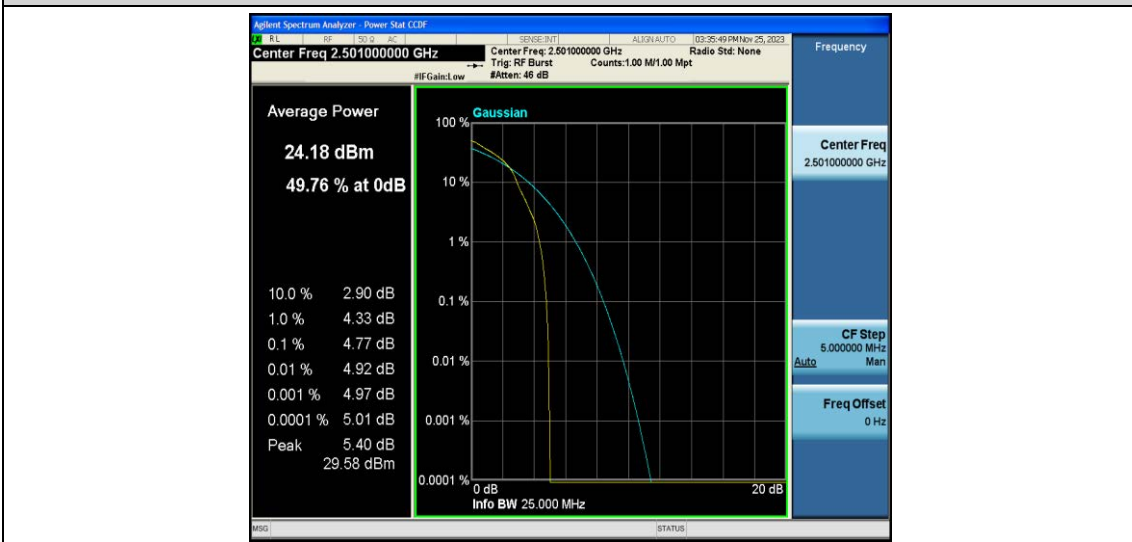 Agilent Spectrum Analyzer - Power Stat CCDF
RL RF 50 Ω AC SENSE:INT ALIGN AUTO 03:35:49 PM Nov 25, 2023
Center Freq 2.501000000 GHz
Center Freq: 2.501000000 GHz Radio Std: None
Trig: RF Burst Counts:1.00 M/1.00 Mpt
#IFGain:Low #Atten: 46 dB
Frequency
Average Power
24.18 dBm
49.76 % at 0dB
10.0 % 2.90 dB
1.0 % 4.33 dB
0.1 % 4.77 dB
0.01 % 4.92 dB
0.001 % 4.97 dB
0.0001 % 5.01 dB
Peak 5.40 dB
29.58 dBm
Gaussian
100 %
10 %
1 %
0.1 %
0.01 %
0.001 %
0.0001 %
0 dB 20 dB
Info BW 25.000 MHz
Center Freq
2.501000000 GHz
CF Step
5.000000 MHz
Auto Man
Freq Offset
0 Hz
MSG STATUS